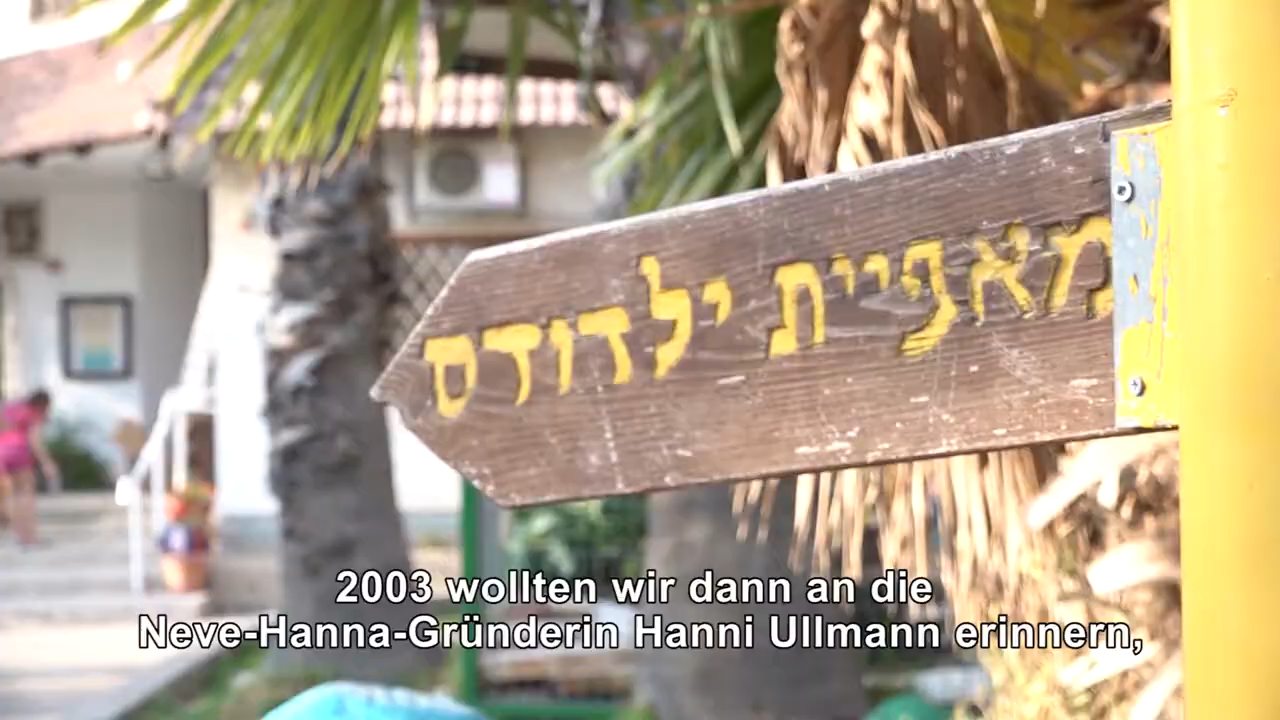 מאפיית ילדודס
2003 wollten wir dann an die
Neve-Hanna-Gründerin Hanni Ullmann erinnern,